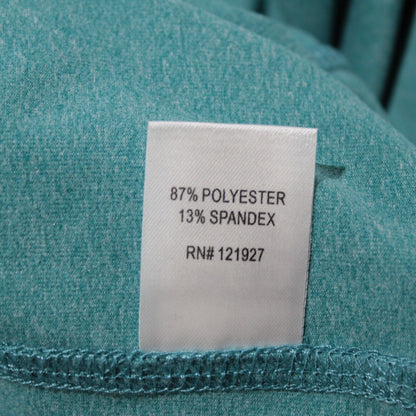 87% POLYESTER
13% SPANDEX
RN# 121927